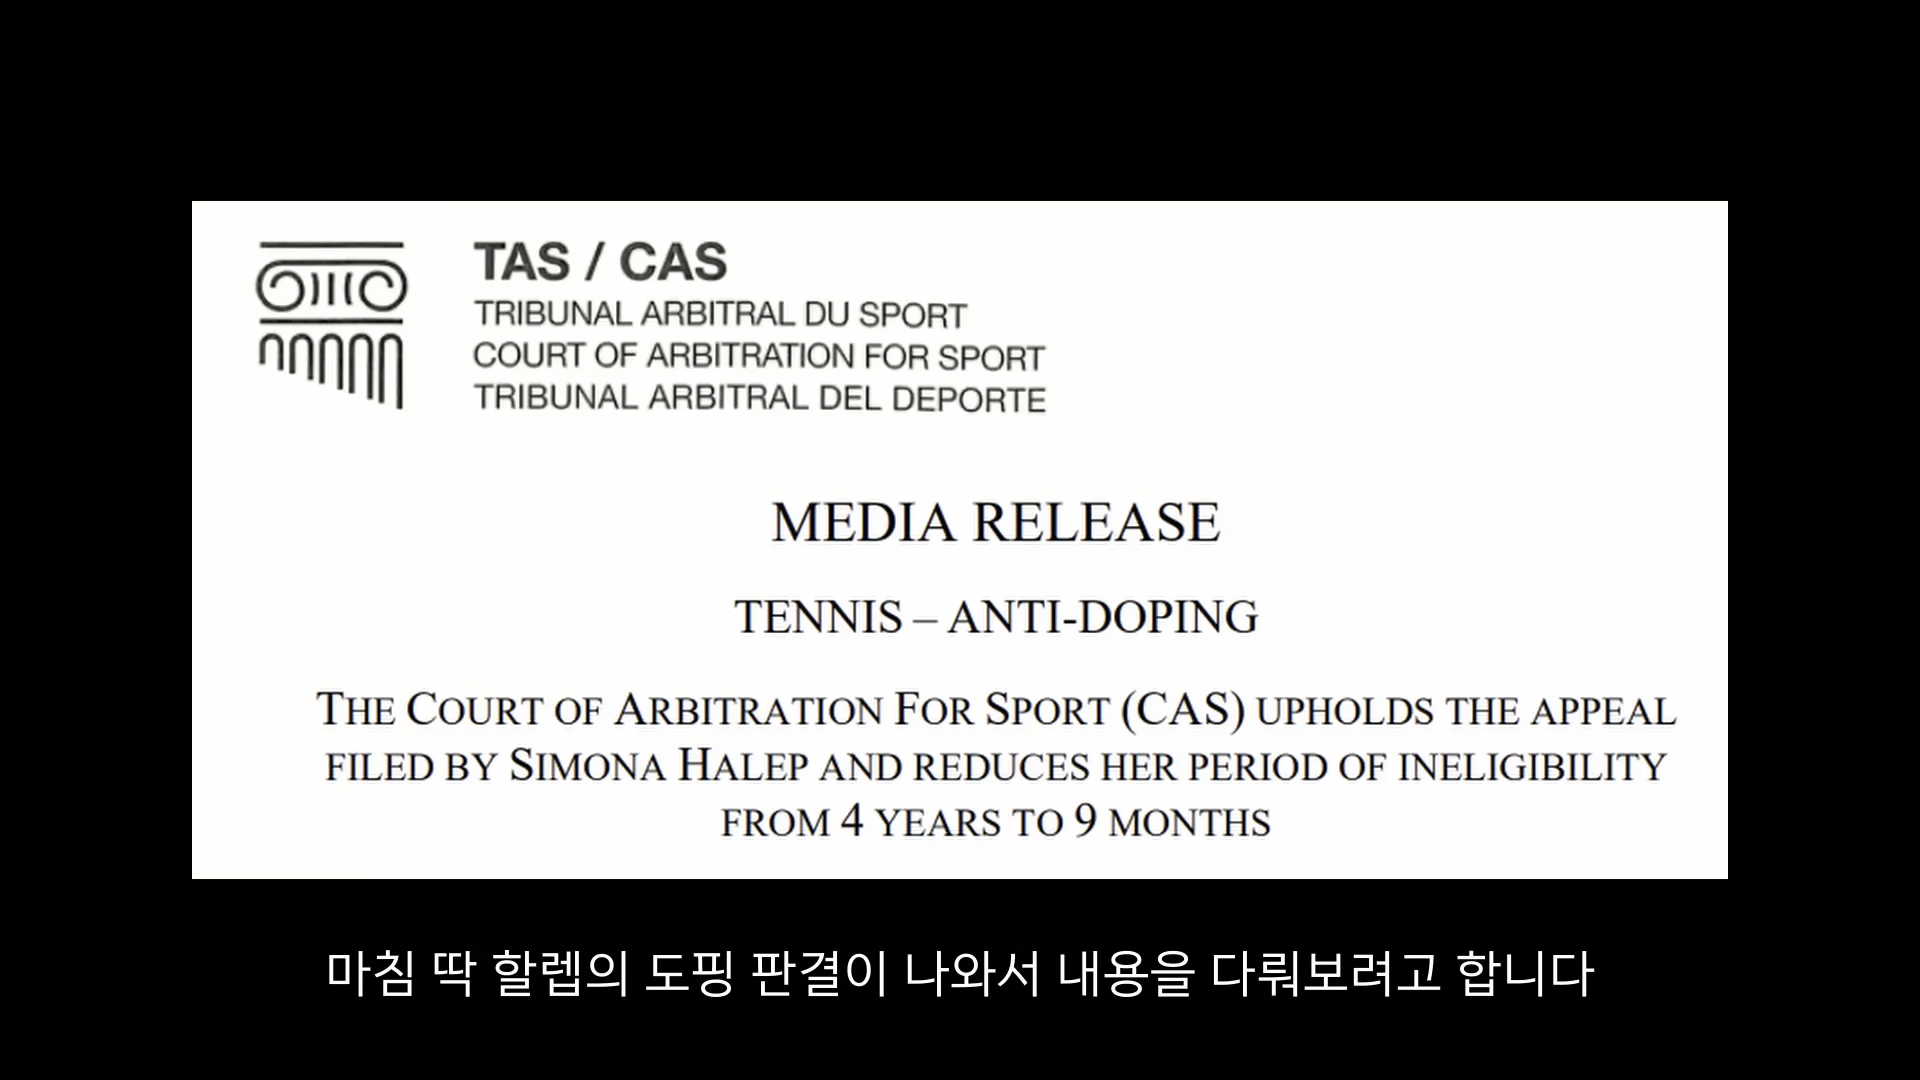 TAS / CAS
TRIBUNAL ARBITRAL DU SPORT
COURT OF ARBITRATION FOR SPORT
TRIBUNAL ARBITRAL DEL DEPORTE
MEDIA RELEASE
TENNIS – ANTI-DOPING
THE COURT OF ARBITRATION FOR SPORT (CAS) UPHOLDS THE APPEAL
FILED BY SIMONA HALEP AND REDUCES HER PERIOD OF INELIGIBILITY
FROM 4 YEARS TO 9 MONTHS
마침 딱 할렙의 도핑 판결이 나와서 내용을 다뤄보려고 합니다